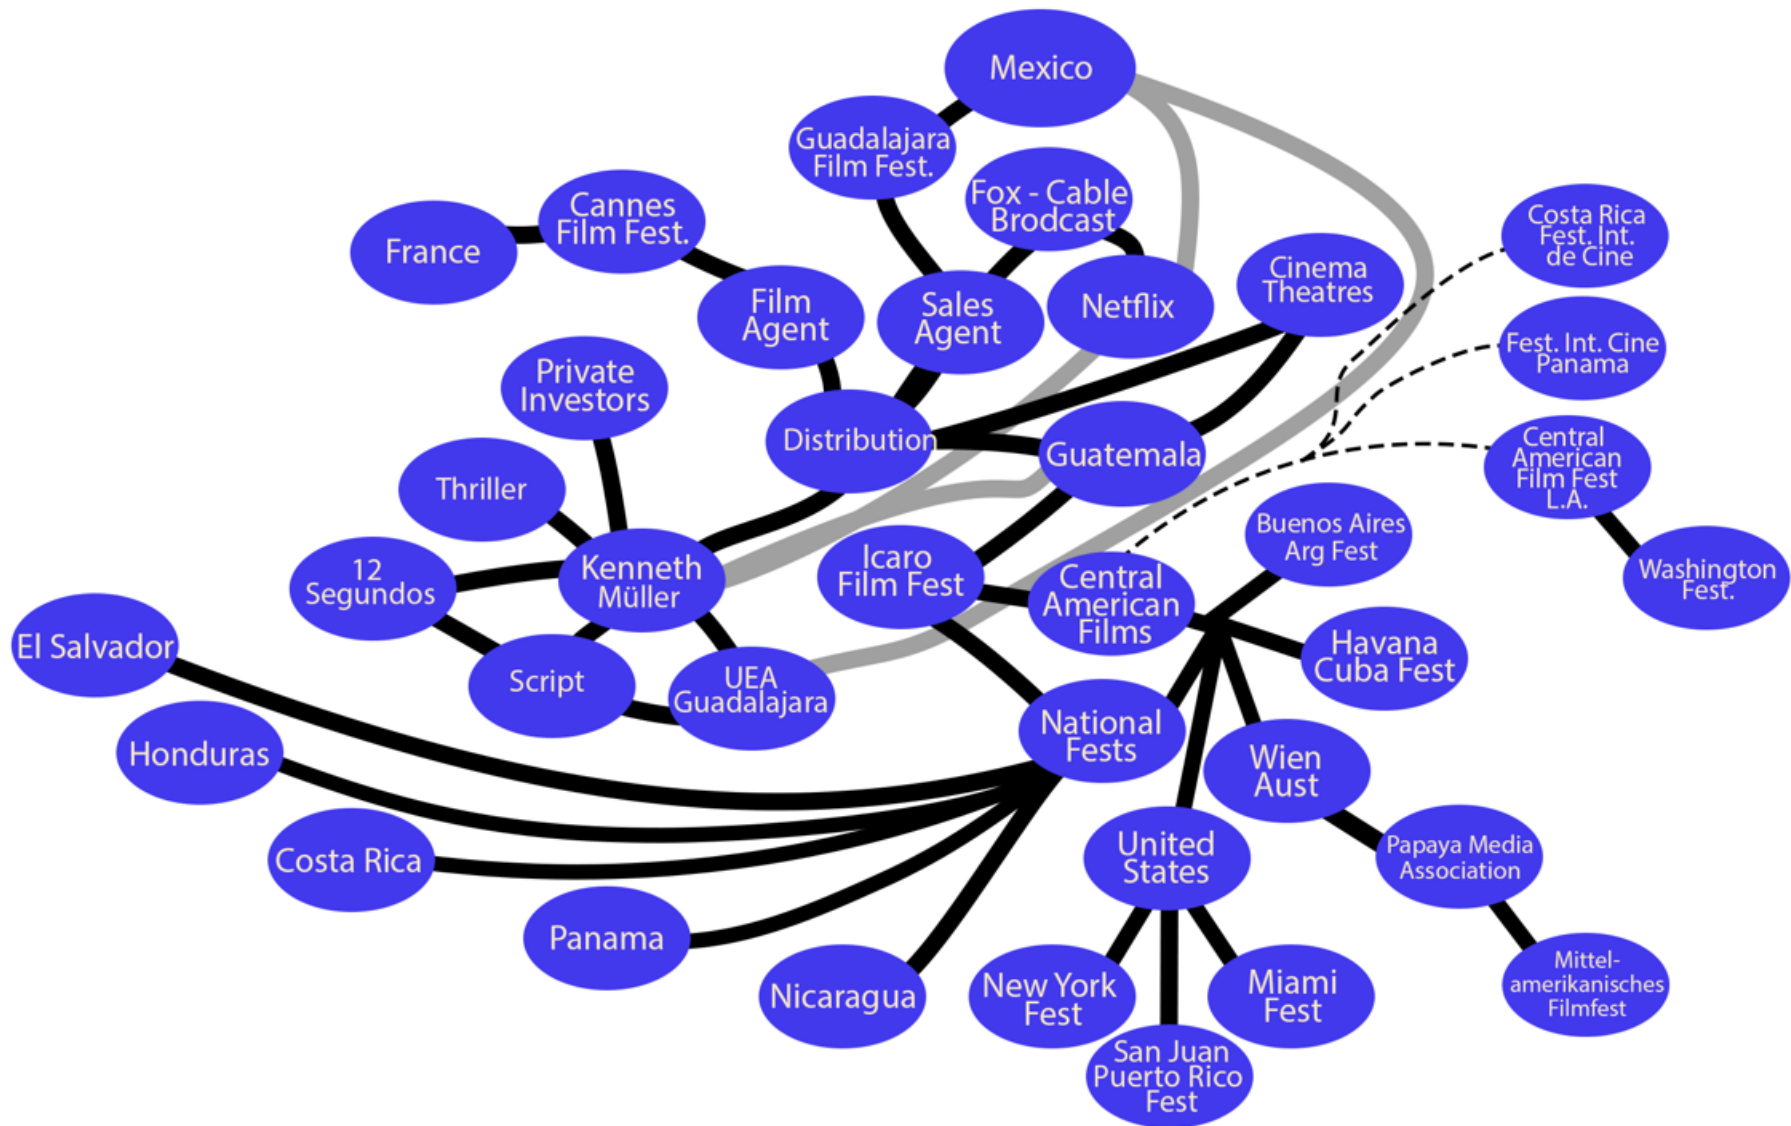 Mexico
Guadalajara
Film Fest.
Fox - Cable
Brodcast
Cannes
Film Fest.
France
Costa Rica
Fest. Int.
de Cine
Cinema
Theatres
Film
Agent
Sales
Agent
Netflix
Fest. Int. Cine
Panama
Private
Investors
Distribution
Guatemala
Central
American
Film Fest
L.A.
Thriller
Buenos Aires
Arg Fest
12
Segundos
Kenneth
Müller
Icaro
Film Fest
Central
American
Films
Washington
Fest.
El Salvador
Script
UEA
Guadalajara
Havana
Cuba Fest
Honduras
National
Fests
Wien
Aust
Costa Rica
United
States
Papaya Media
Association
Panama
Nicaragua
New York
Fest
Miami
Fest
Mittel-
amerikanisches
Filmfest
San Juan
Puerto Rico
Fest